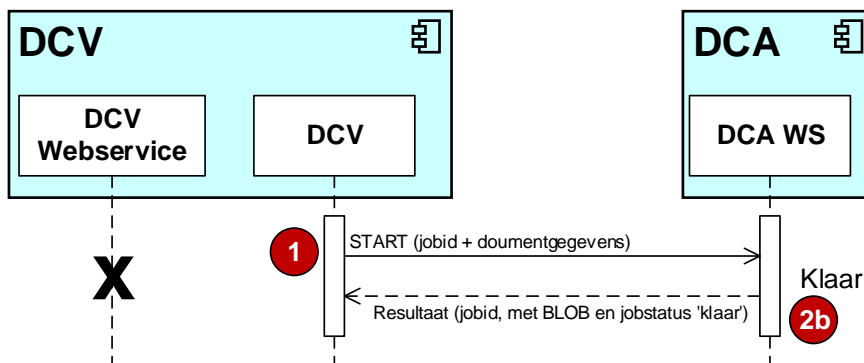 DCV
DCA
DCV
Webservice
DCV
DCA WS
1
START (jobid + doumentgegevens)
X
Klaar
Resultaat (jobid, met BLOB en jobstatus 'klaar')
2b